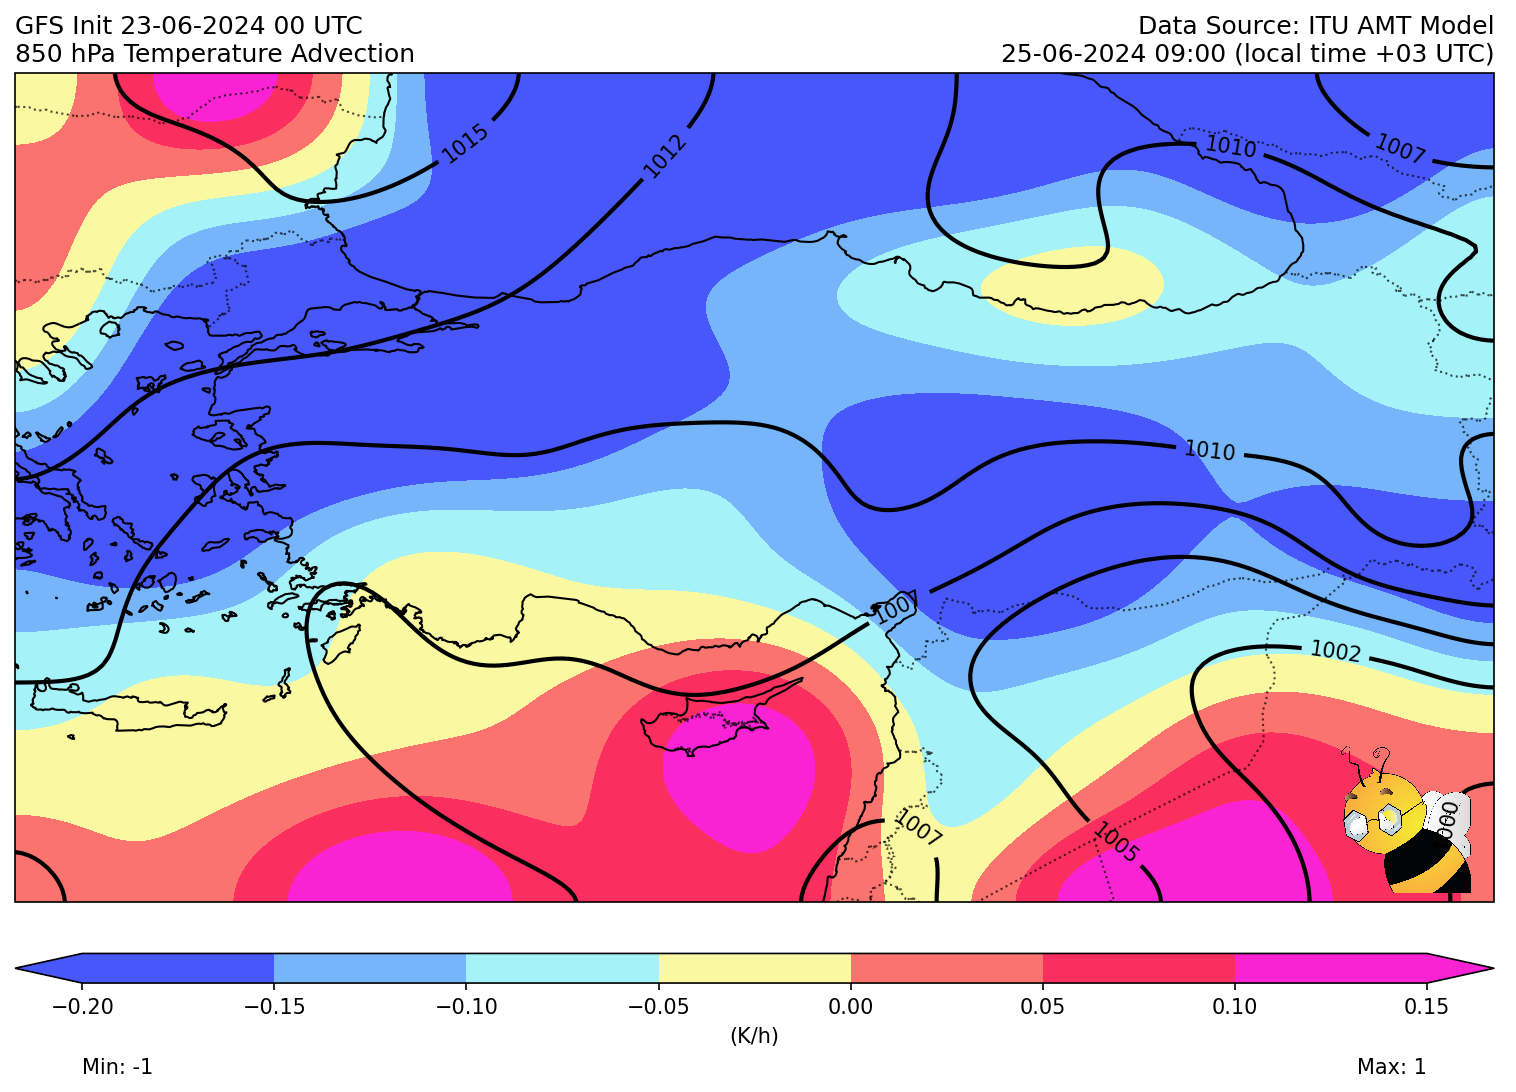 GFS Init 23-06-2024 00 UTC
850 hPa Temperature Advection
Data Source: ITU AMT Model
25-06-2024 09:00 (local time +03 UTC)
1015
1012
1010
1007
1010
1007
1002
1007
1005
−0.20
−0.15
−0.10
−0.05
0.00
0.05
0.10
0.15
(K/h)
Min: -1
Max: 1